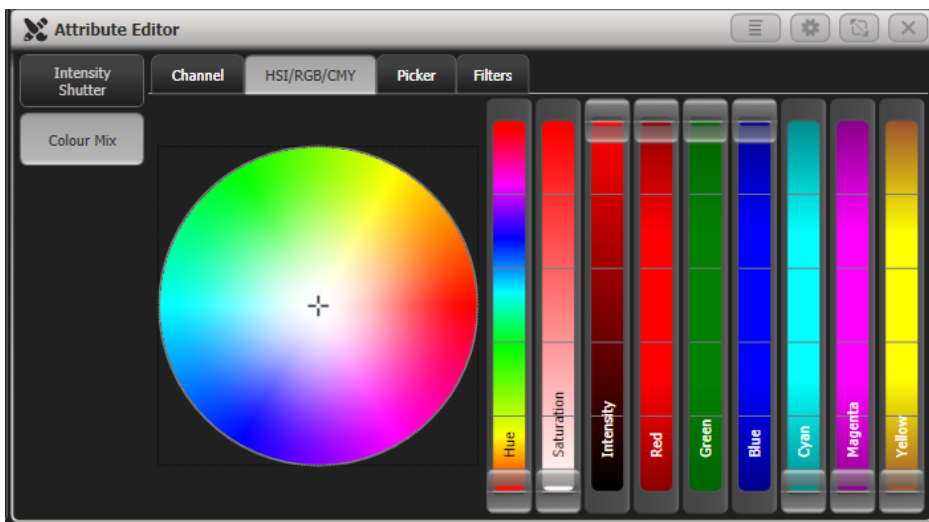 Attribute Editor
Intensity
Shutter
Channel
HSI/RGB/CMY
Picker
Filters
Colour Mix
Hue
Saturation
Intensity
Red
Green
Blue
Cyan
Magenta
Yellow